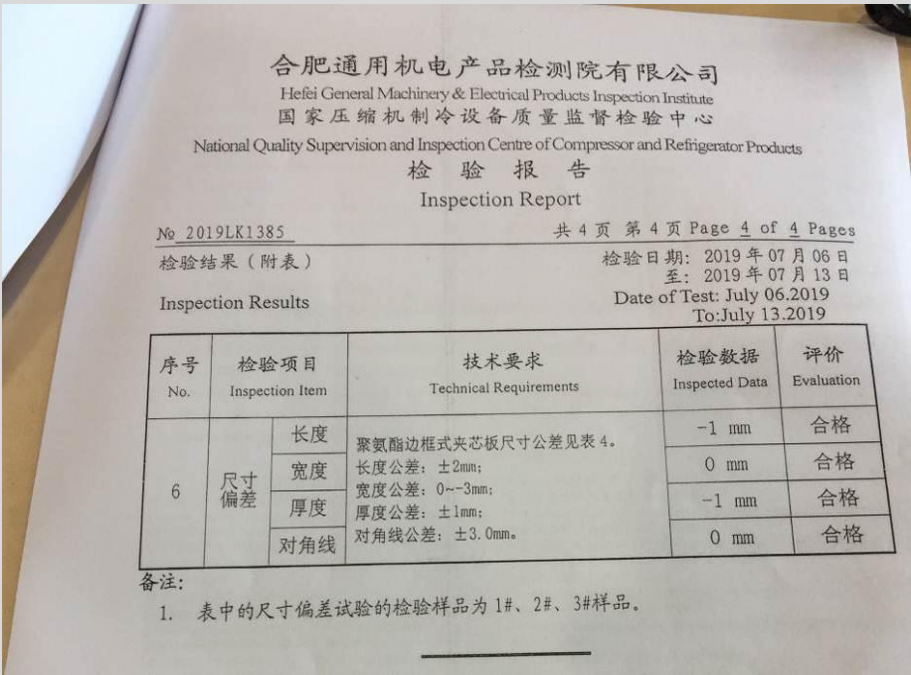 合肥通用机电产品检测院有限公司
Hefei General Machinery & Electrical Products Inspection Institute
国家压缩机制冷设备质量监督检验中心
National Quality Supervision and Inspection Centre of Compressor and Refrigerator Products
检验报告
Inspection Report
№ 2019LK1385 共 4 页 第 4 页 Page 4 of 4 Pages
检验结果（附表） 检验日期: 2019 年 07 月 06 日
至: 2019 年 07 月 13 日
Inspection Results Date of Test: July 06.2019
To:July 13.2019
序号 检验项目 技术要求 检验数据 评价
No. Inspection Item Technical Requirements Inspected Data Evaluation
6 尺寸偏差
长度 -1 mm 合格
宽度 0 mm 合格
厚度 -1 mm 合格
对角线 0 mm 合格
聚氨酯边框式夹芯板尺寸公差见表 4。
长度公差: ±2mm;
宽度公差: 0~-3mm;
厚度公差: ±1mm;
对角线公差: ±3.0mm。
备注:
1. 表中的尺寸偏差试验的检验样品为 1#、2#、3#样品。